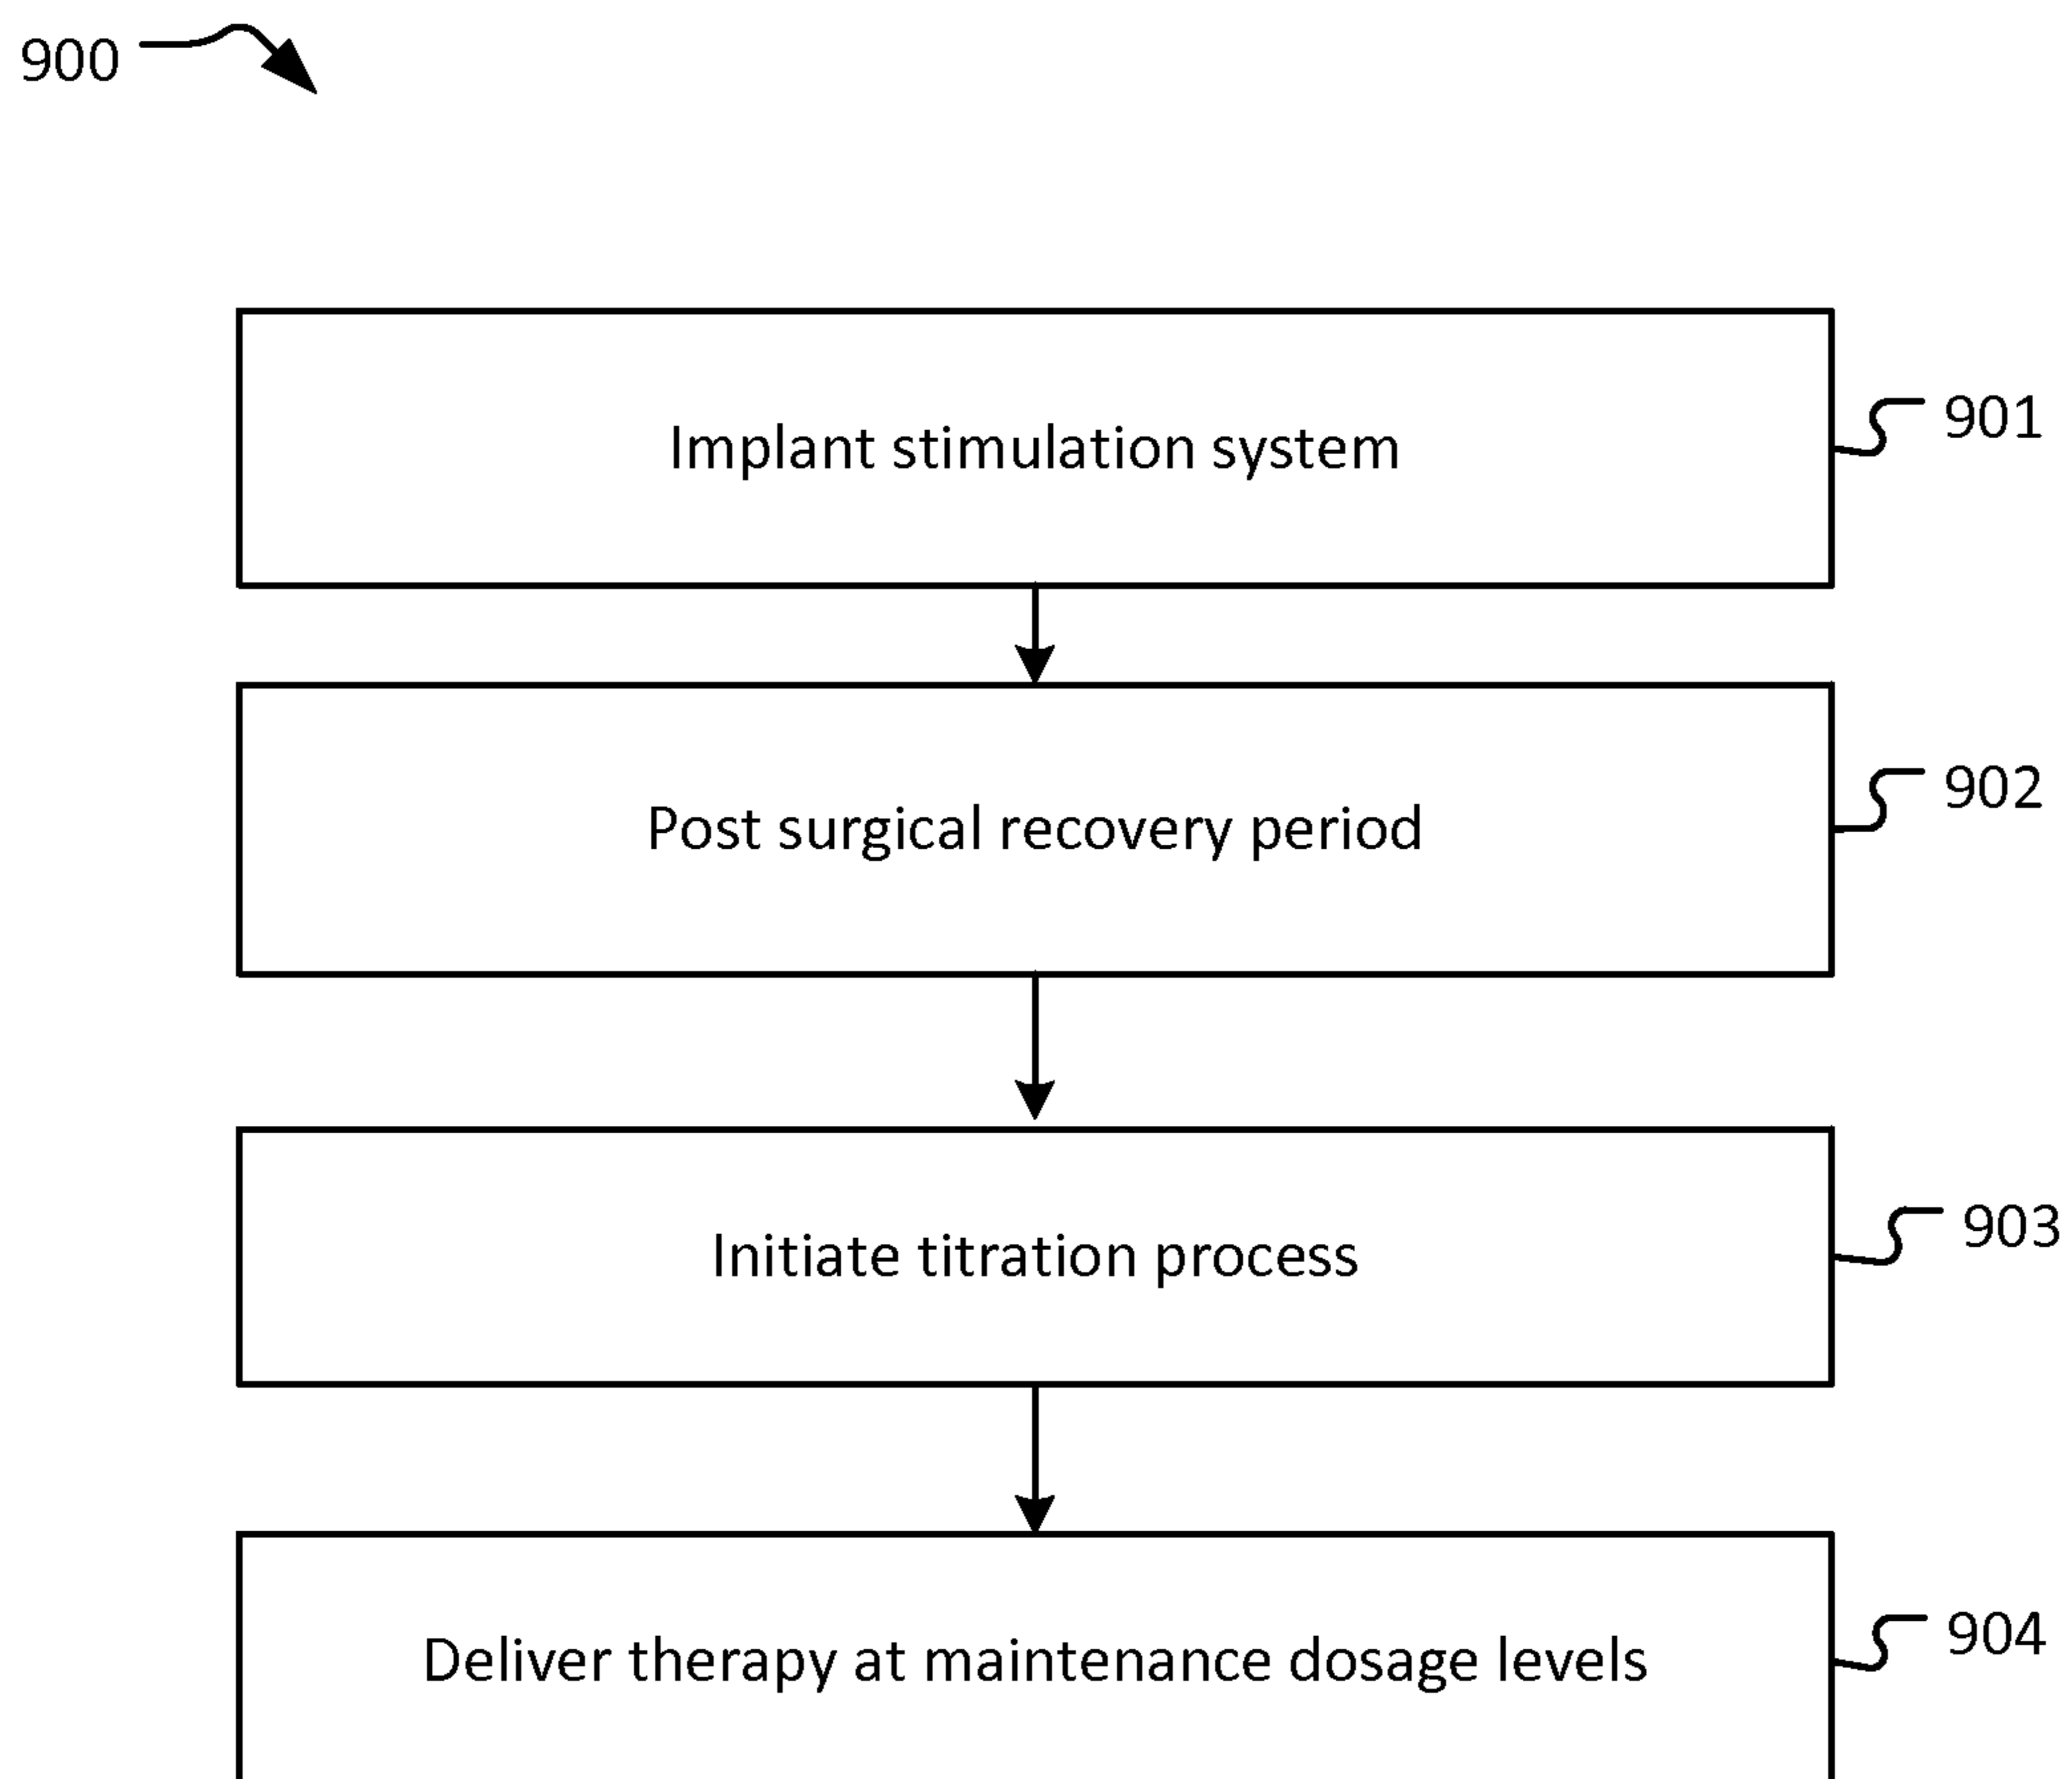 900
Implant stimulation system
901
Post surgical recovery period
902
Initiate titration process
903
Deliver therapy at maintenance dosage levels
904